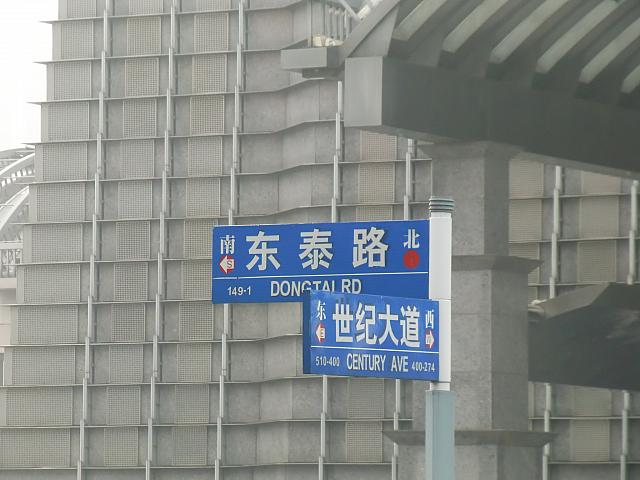 南 东泰路 北
S
149-1 DONGTAI RD
东 世纪大道 西
E
510-400 CENTURY AVE 400-274